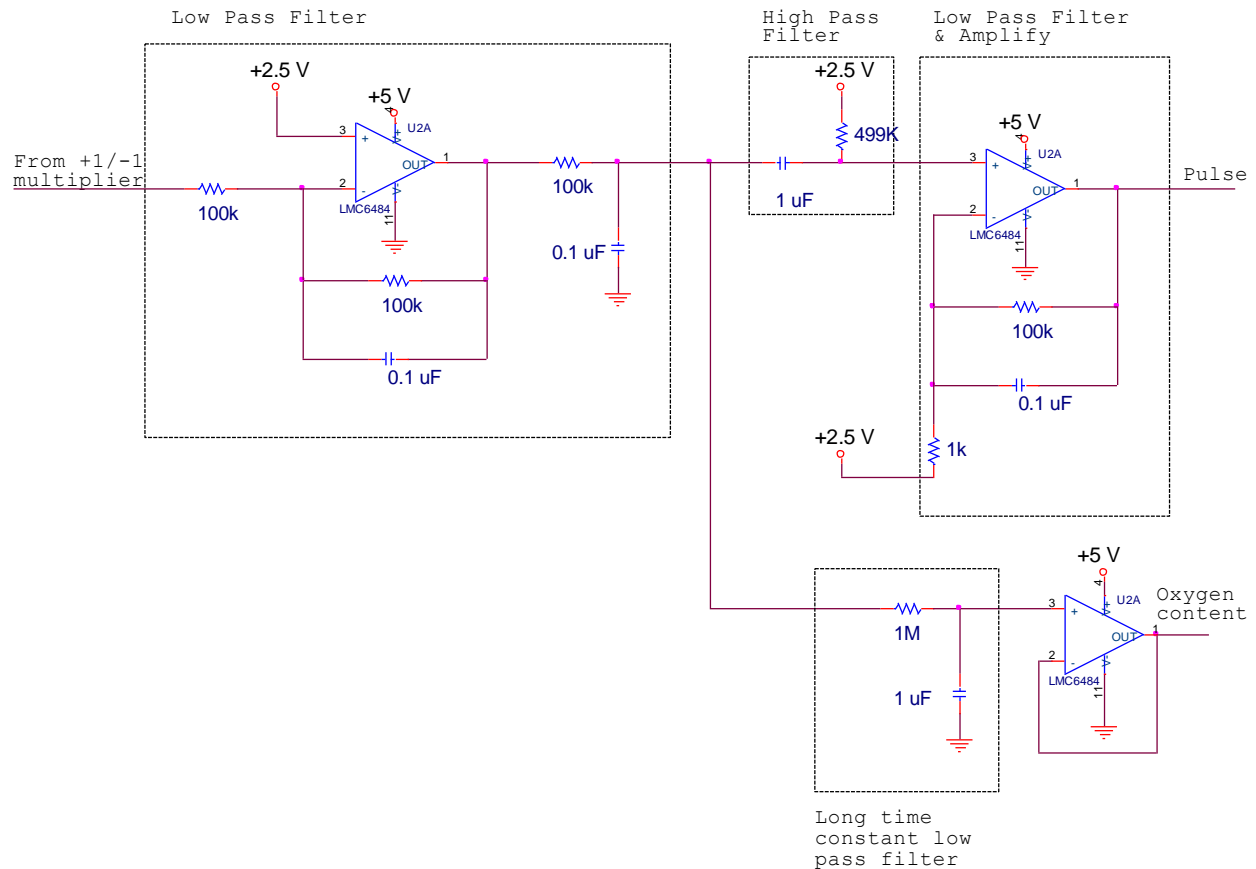 Low Pass Filter
High Pass
Filter
Low Pass Filter
& Amplify
+2.5 V
+5 V
4
V+
U2A
3
+
OUT
1
2
-
V-
11
LMC6484
From +1/-1
multiplier
100k
100k
0.1 uF
100k
0.1 uF
+2.5 V
499K
1 uF
+5 V
4
V+
U2A
3
+
OUT
1
2
-
V-
11
LMC6484
Pulse
100k
0.1 uF
+2.5 V
1k
+5 V
4
V+
U2A
3
+
OUT
1
2
-
V-
11
LMC6484
Oxygen
content
1M
1 uF
Long time
constant low
pass filter